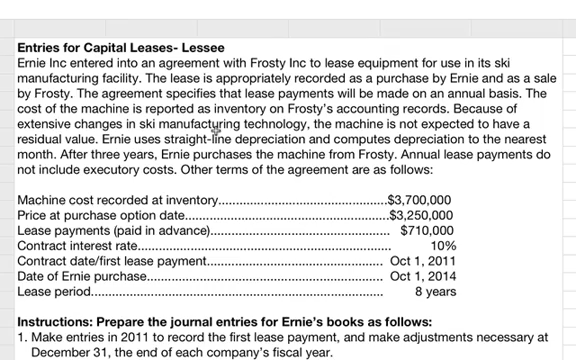 Entries for Capital Leases- Lessee
Ernie Inc entered into an agreement with Frosty Inc to lease equipment for use in its ski
manufacturing facility. The lease is appropriately recorded as a purchase by Ernie and as a sale
by Frosty. The agreement specifies that lease payments will be made on an annual basis. The
cost of the machine is reported as inventory on Frosty's accounting records. Because of
extensive changes in ski manufacturing technology, the machine is not expected to have a
residual value. Ernie uses straight-line depreciation and computes depreciation to the nearest
month. After three years, Ernie purchases the machine from Frosty. Annual lease payments do
not include executory costs. Other terms of the agreement are as follows:
Machine cost recorded at inventory..................................................$3,700,000
Price at purchase option date............................................................$3,250,000
Lease payments (paid in advance).................................................... $710,000
Contract interest rate........................................................................ 10%
Contract date/first lease payment..................................................... Oct 1, 2011
Date of Ernie purchase..................................................................... Oct 1, 2014
Lease period..................................................................................... 8 years
Instructions: Prepare the journal entries for Ernie's books as follows:
1. Make entries in 2011 to record the first lease payment, and make adjustments necessary at
December 31, the end of each company's fiscal year.